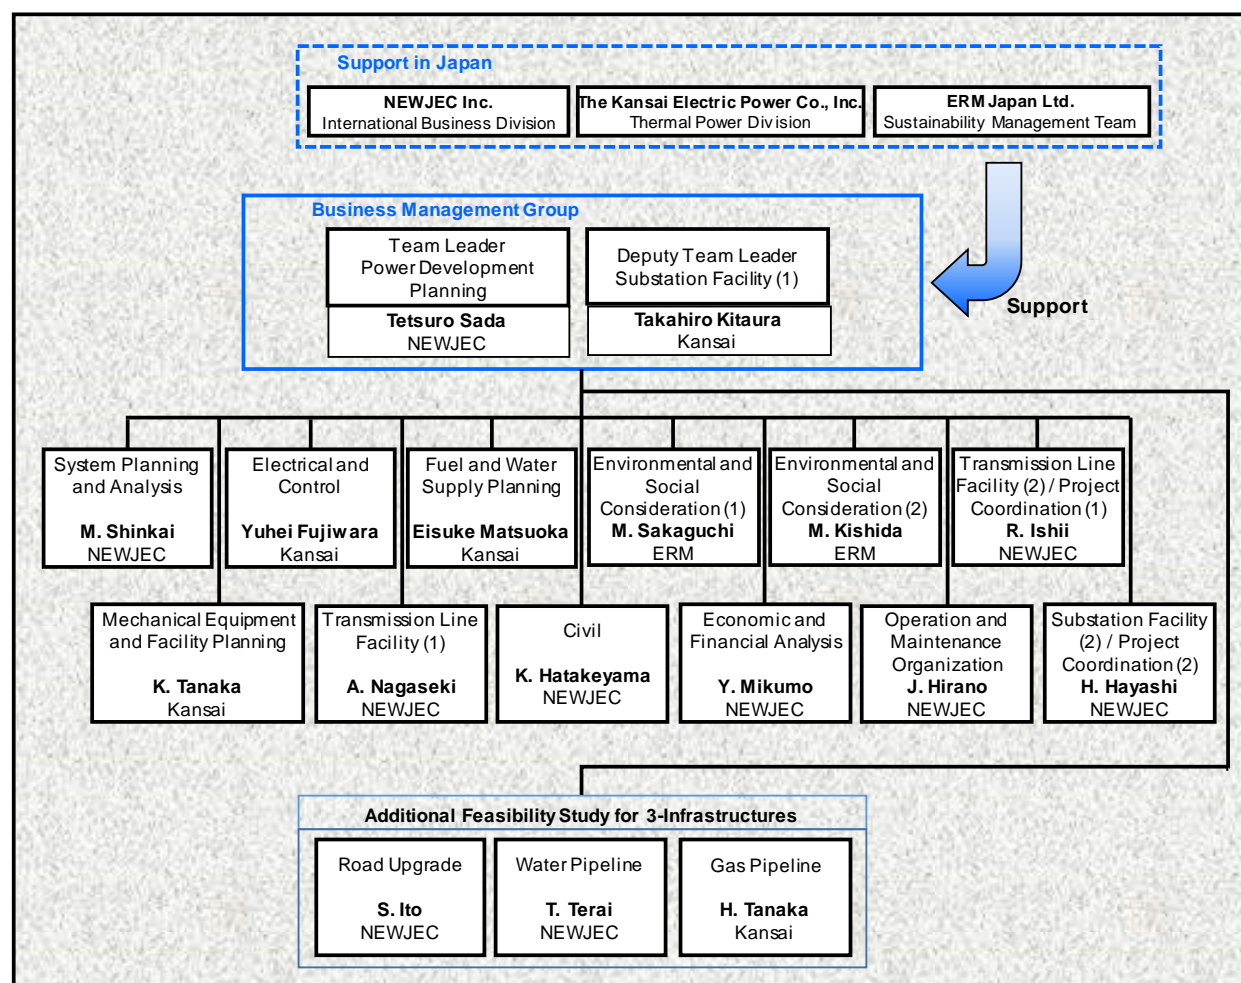 Support in Japan
NEWJEC Inc.
International Business Division
The Kansai Electric Power Co., Inc.
Thermal Power Division
ERM Japan Ltd.
Sustainability Management Team
Support
Business Management Group
Team Leader
Power Development
Planning
Tetsuro Sada
NEWJEC
Deputy Team Leader
Substation Facility (1)
Takahiro Kitaura
Kansai
System Planning
and Analysis
M. Shinkai
NEWJEC
Electrical and
Control
Yuhei Fujiwara
Kansai
Fuel and Water
Supply Planning
Eisuke Matsuoka
Kansai
Environmental and
Social
Consideration (1)
M. Sakaguchi
ERM
Environmental and
Social
Consideration (2)
M. Kishida
ERM
Transmission Line
Facility (2) / Project
Coordination (1)
R. Ishii
NEWJEC
Mechanical Equipment
and Facility Planning
K. Tanaka
Kansai
Transmission Line
Facility (1)
A. Nagaseki
NEWJEC
Civil
K. Hatakeyama
NEWJEC
Economic and
Financial Analysis
Y. Mikumo
NEWJEC
Operation and
Maintenance
Organization
J. Hirano
NEWJEC
Substation Facility
(2) / Project
Coordination (2)
H. Hayashi
NEWJEC
Additional Feasibility Study for 3-Infrastructures
Road Upgrade
S. Ito
NEWJEC
Water Pipeline
T. Terai
NEWJEC
Gas Pipeline
H. Tanaka
Kansai